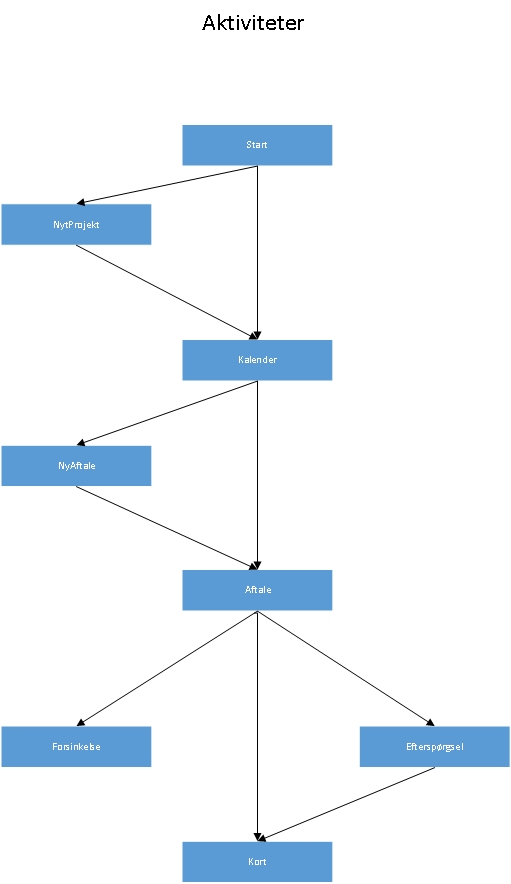 Aktiviteter
Start
NytProjekt
Kalender
NyAftale
Aftale
Forsinkelse
Efterspørgsel
Kort